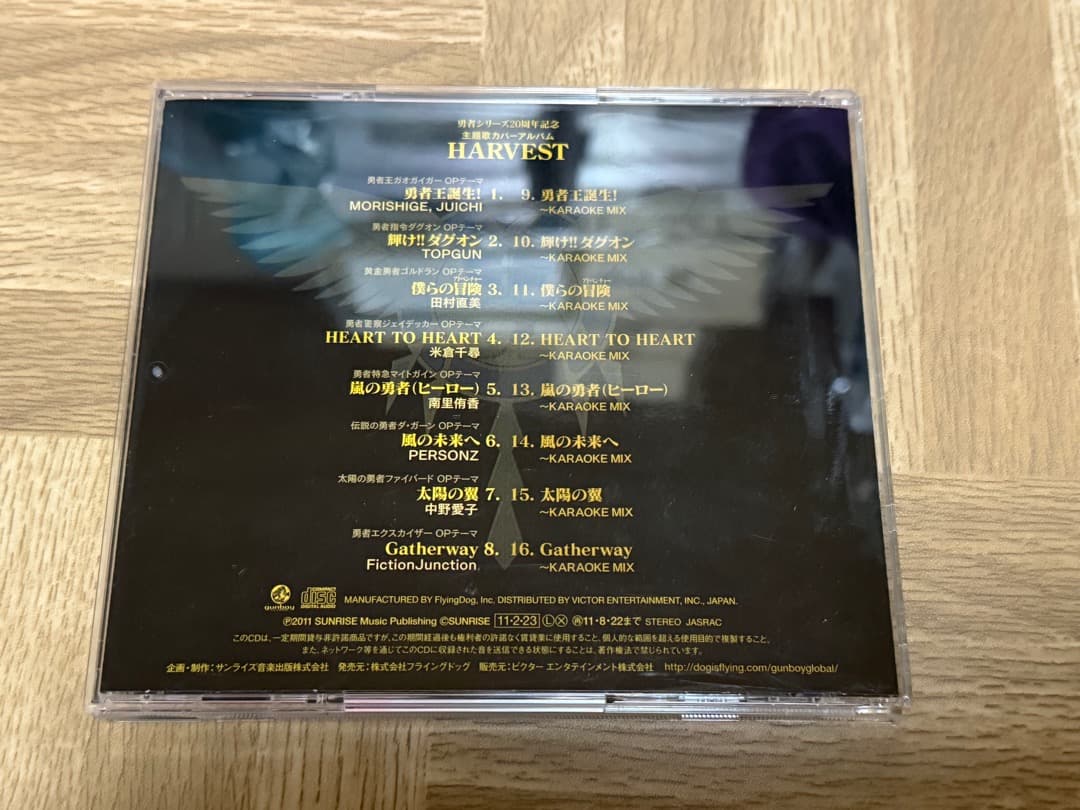 勇者シリーズ20周年記念
主題歌カバーアルバム
HARVEST
勇者王ガオガイガー OPテーマ
勇者王誕生! 1.
MORISHIGE, JUICHI
勇者指令ダグオン OPテーマ
輝け!! ダグオン 2.
TOPGUN
黄金勇者ゴルドラン OPテーマ
アドベンチャー
僕らの冒険 3.
田村直美
勇者警察ジェイデッカー OPテーマ
HEART TO HEART 4.
米倉千尋
勇者特急マイトガイン OPテーマ
嵐の勇者(ヒーロー) 5.
南里侑香
伝説の勇者ダ・ガーン OPテーマ
風の未来へ 6.
PERSONZ
太陽の勇者ファイバード OPテーマ
太陽の翼 7.
中野愛子
勇者エクスカイザー OPテーマ
Gatherway 8.
FictionJunction
9. 勇者王誕生!
~KARAOKE MIX
10. 輝け!! ダグオン
~KARAOKE MIX
アドベンチャー
11. 僕らの冒険
~KARAOKE MIX
12. HEART TO HEART
~KARAOKE MIX
13. 嵐の勇者(ヒーロー)
~KARAOKE MIX
14. 風の未来へ
~KARAOKE MIX
15. 太陽の翼
~KARAOKE MIX
16. Gatherway
~KARAOKE MIX
gunboy
COMPACT
disc
DIGITAL AUDIO
MANUFACTURED BY FlyingDog, Inc. DISTRIBUTED BY VICTOR ENTERTAINMENT, INC., JAPAN.
Ⓟ2011 SUNRISE Music Publishing ©SUNRISE 11・2・23 Ⓛ Ⓧ Ⓡ11・8・22まで STEREO JASRAC
このCDは、一定期間貸与非許諾商品ですが、この期間経過後も権利者の許諾なく賃貸業に使用すること、個人的な範囲を超える使用目的で複製すること、
また、ネットワーク等を通じてこのCDに収録された音を送信できる状態にすることは、著作権法で禁じられています。
企画・制作:サンライズ音楽出版株式会社 発売元:株式会社フライングドッグ 販売元:ビクター エンタテインメント株式会社 http://dogisflying.com/gunboyglobal/